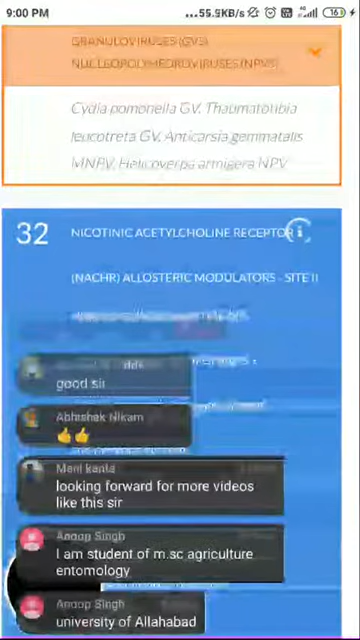 9:00 PM
...55.9KB/s
16
GRANULOVIRUSES (GVS)
NUCLEOPOLYHEDROVIRUSES (NPVS)
Cydia pomonella GV, Thaumatotibia
leucotreta GV, Anticarsia gemmatalis
MNPV, Helicoverpa armigera NPV
32
NICOTINIC ACETYLCHOLINE RECEPTOR
(NACHR) ALLOSTERIC MODULATORS - SITE II
good sir
Abhishek Nikam
👍👍
Mani kanta
looking forward for more videos
like this sir
Anoop Singh
I am student of m.sc agriculture
entomology
Anoop Singh
university of Allahabad